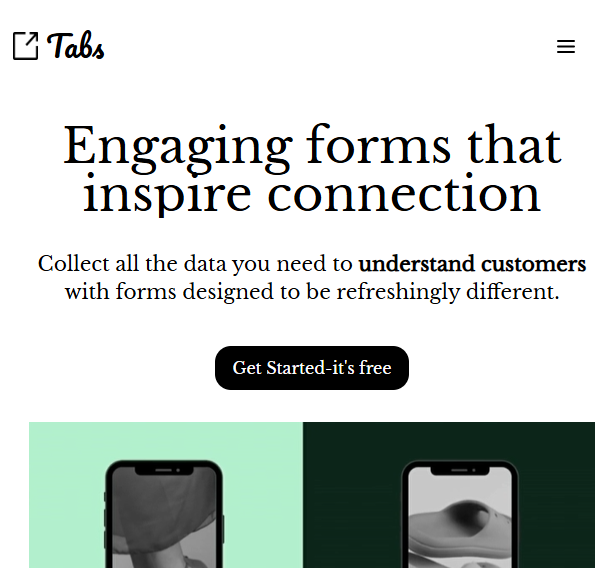 Tabs
Engaging forms that
inspire connection
Collect all the data you need to understand customers
with forms designed to be refreshingly different.
Get Started-it's free